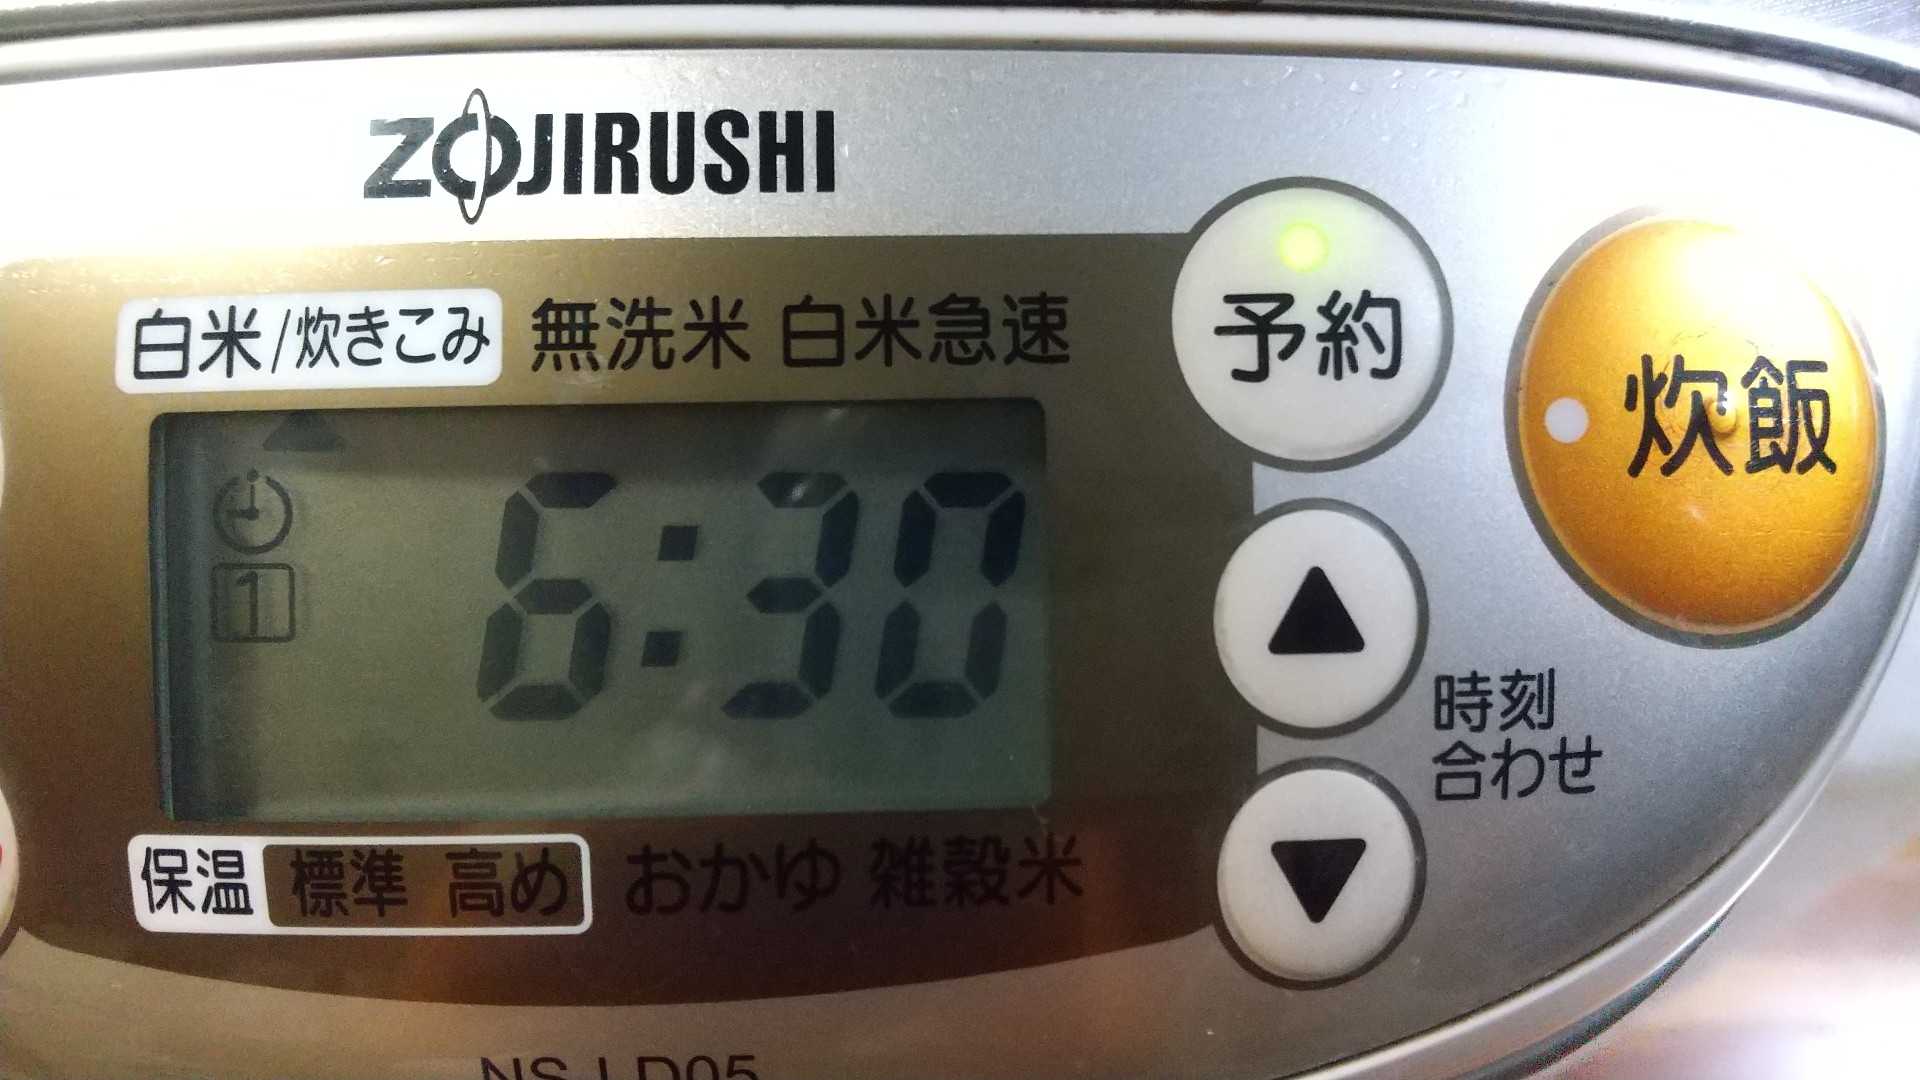 ZOJIRUSHI
白米/炊きこみ 無洗米 白米急速
予約
炊飯
1
6:30
時刻
合わせ
保温 標準 高め おかゆ 雑穀米